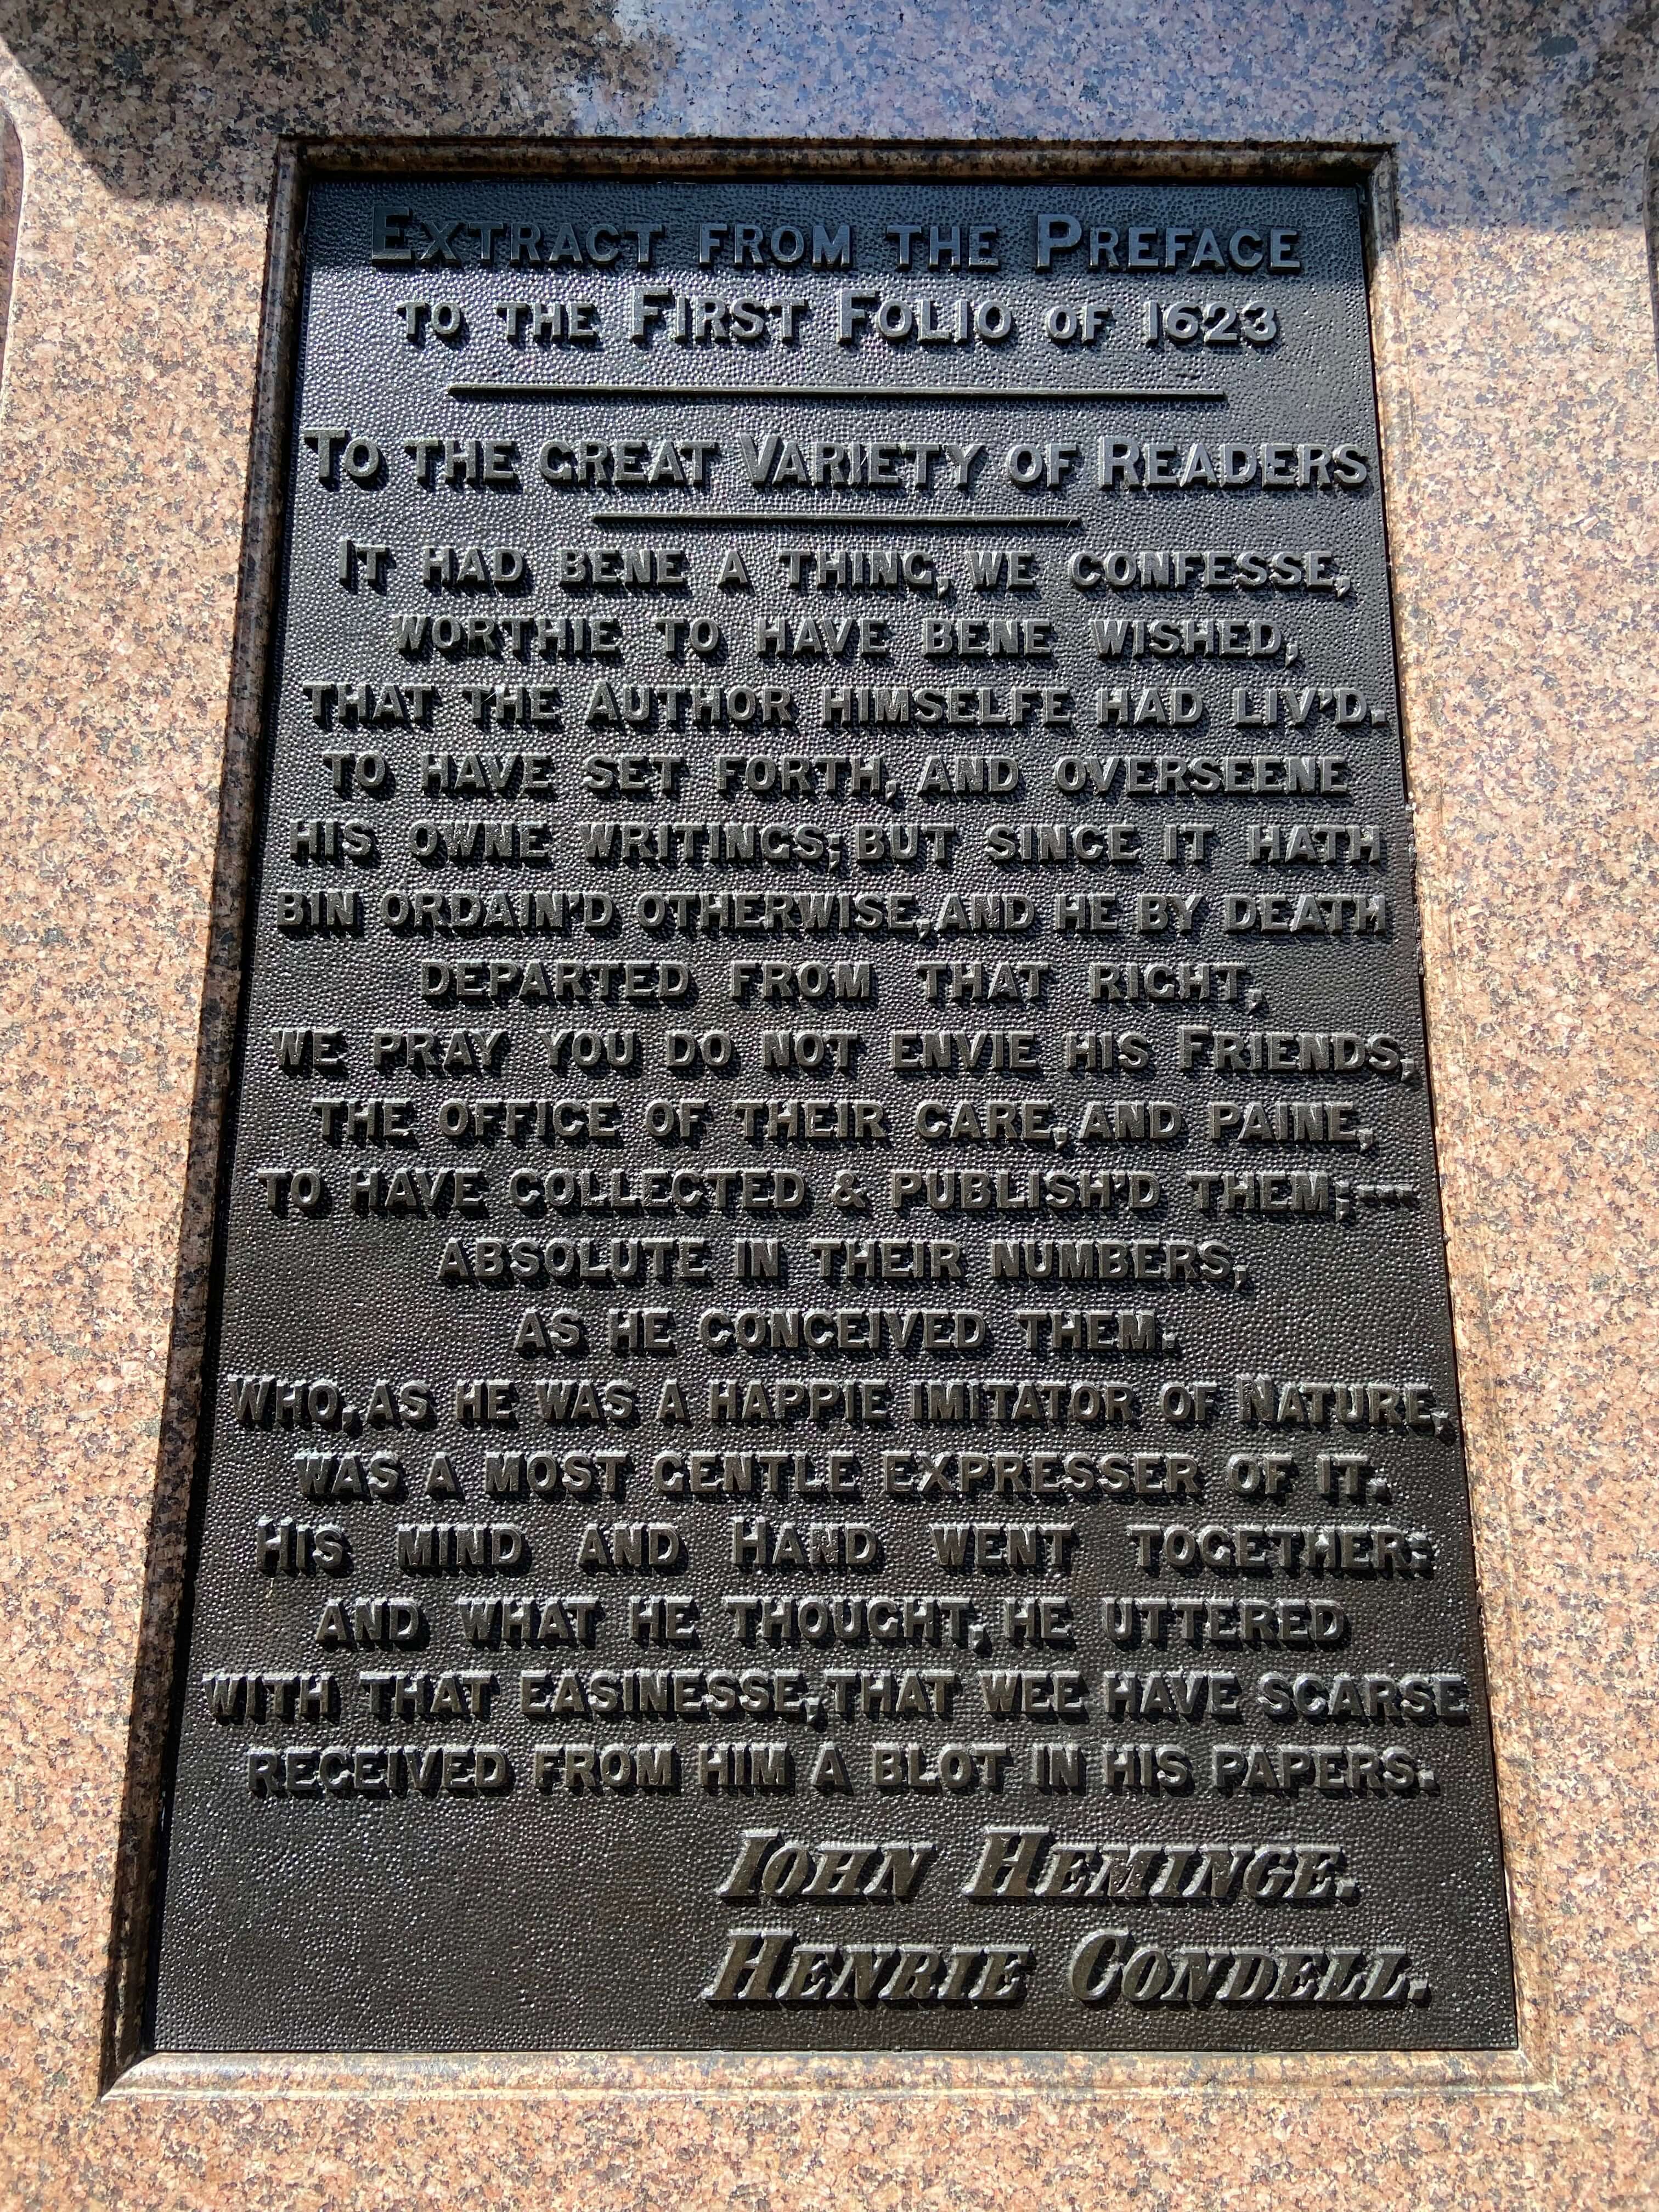 Extract from the Preface
to the First Folio of 1623
To the great Variety of Readers
It had bene a thing, we confesse,
worthie to have bene wished,
that the Author himselfe had liv'd.
to have set forth, and overseene
his owne writings; but since it hath
bin ordain'd otherwise, and he by death
departed from that right,
we pray you do not envie his Friends,
the office of their care, and paine,
to have collected & publish'd them;---
absolute in their numbers,
as he conceived them.
Who, as he was a happie imitator of Nature,
was a most gentle expresser of it.
His mind and Hand went together:
and what he thought, he uttered
with that easinesse, that wee have scarse
received from him a blot in his papers.
Iohn Heminge.
Henrie Condell.